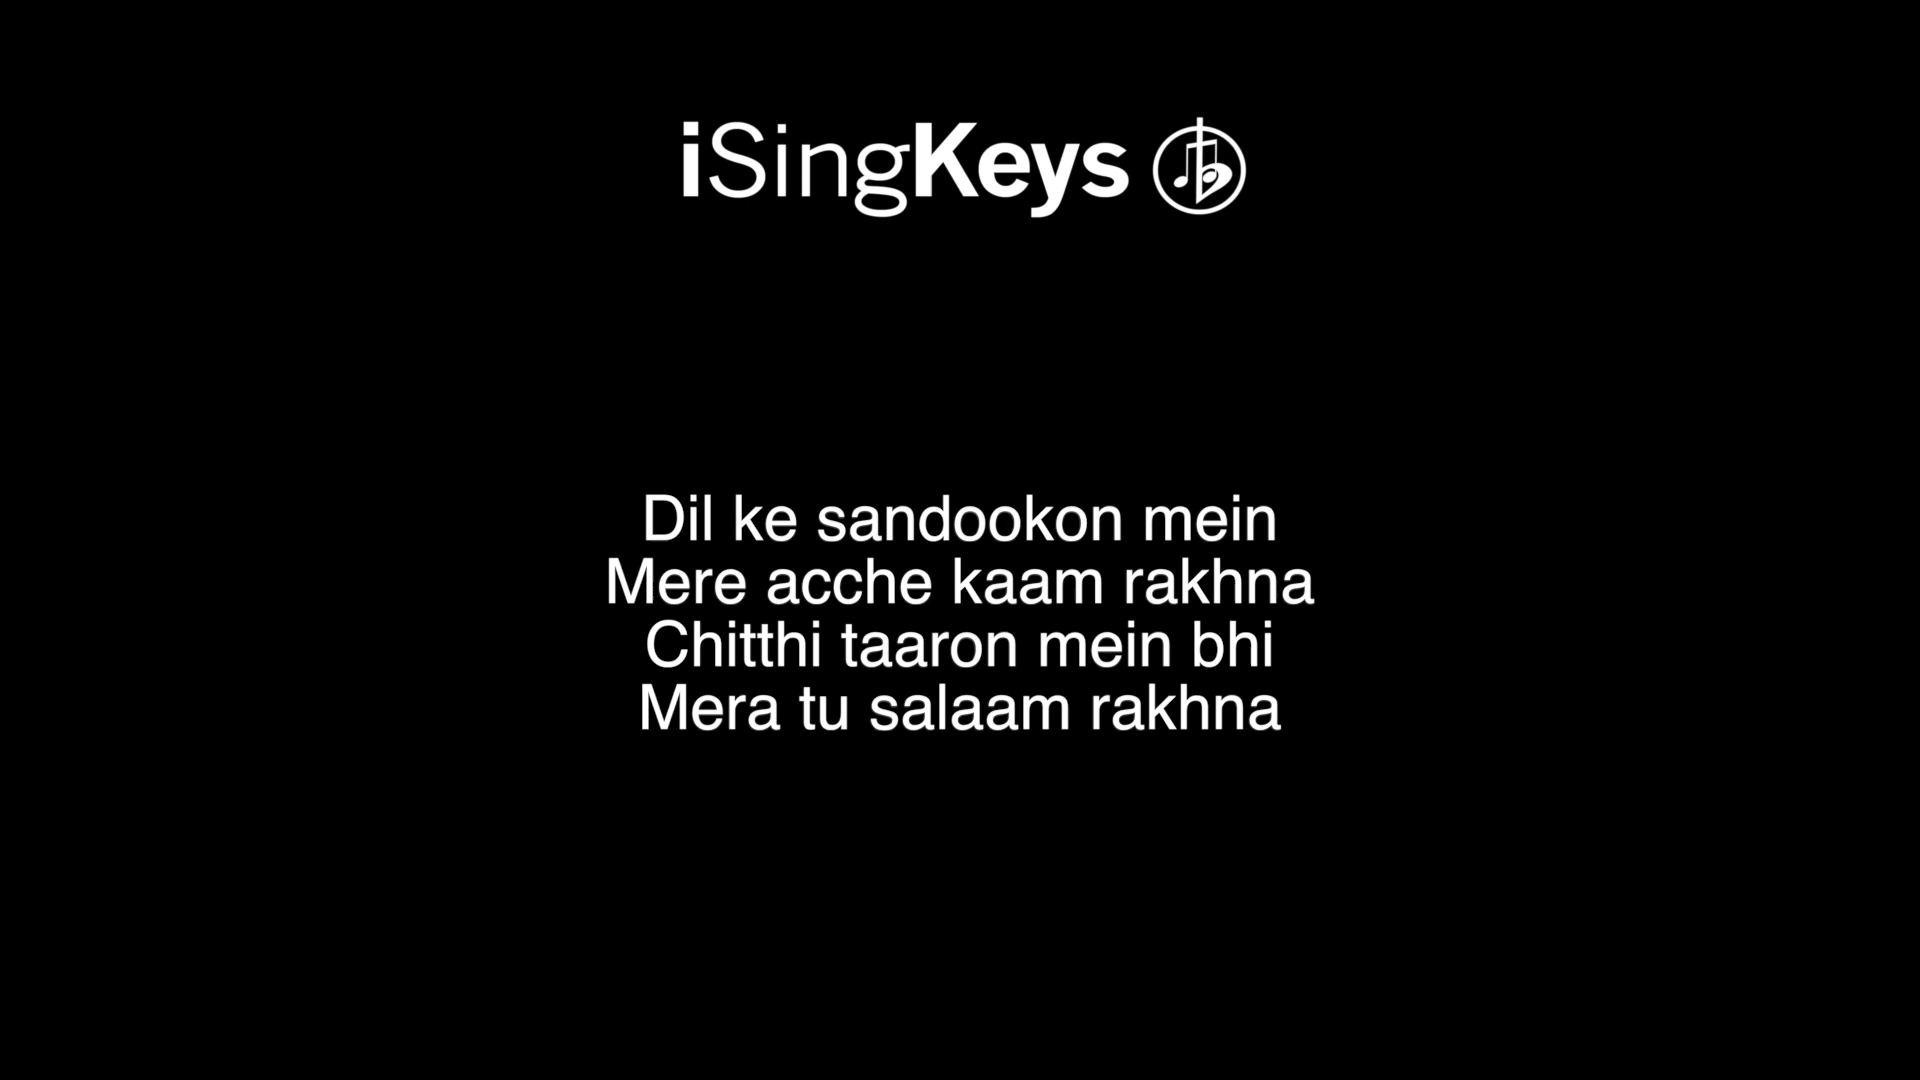 iSingKeys
Dil ke sandookon mein
Mere acche kaam rakhna
Chitthi taaron mein bhi
Mera tu salaam rakhna